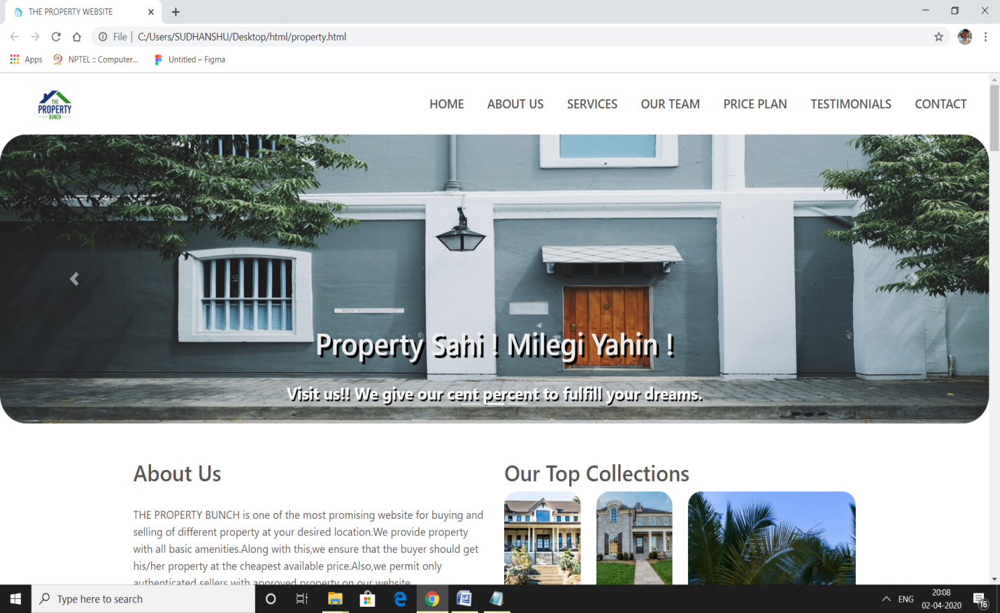 THE PROPERTY WEBSITE
File | C:/Users/SUDHANSHU/Desktop/html/property.html
Apps NPTEL :: Computer... Untitled – Figma
THE
PROPERTY
BUNCH
HOME ABOUT US SERVICES OUR TEAM PRICE PLAN TESTIMONIALS CONTACT
NO PARKING
Property Sahi ! Milegi Yahin !
Visit us!! We give our cent percent to fulfill your dreams.
About Us
THE PROPERTY BUNCH is one of the most promising website for buying and
selling of different property at your desired location.We provide property
with all basic amenities.Along with this,we ensure that the buyer should get
his/her property at the cheapest available price.Also,we permit only
authenticated sellers with approved property on our website.
Our Top Collections
Type here to search
ENG
20:08
02-04-2020
16